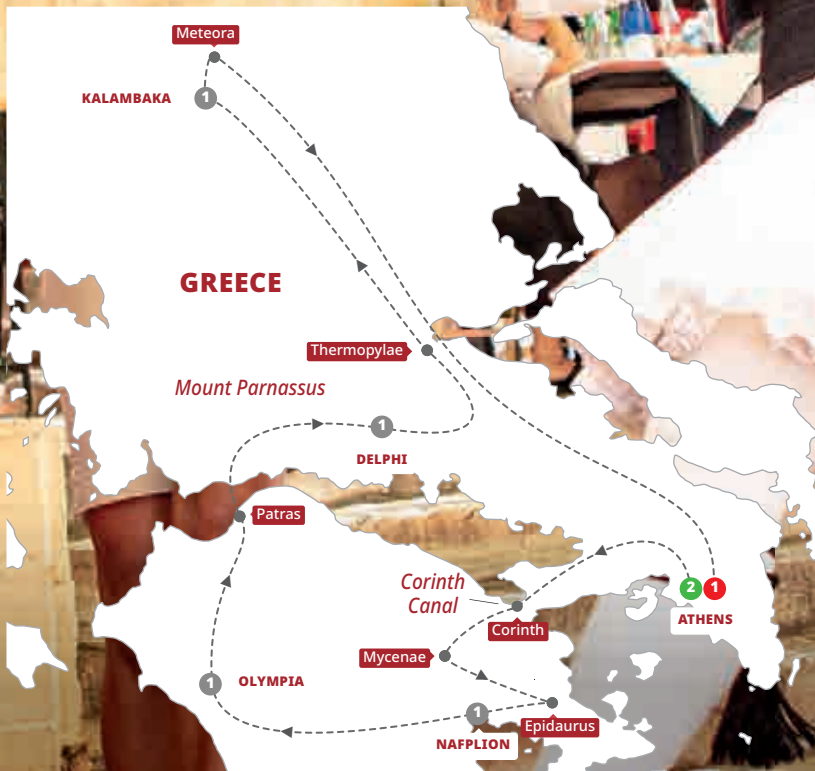 Meteora
1
KALAMBAKA
GREECE
Thermopylae
Mount Parnassus
1
DELPHI
Patras
Corinth
Canal
2 1
ATHENS
Corinth
Mycenae
1
OLYMPIA
1
Epidaurus
NAFPLION